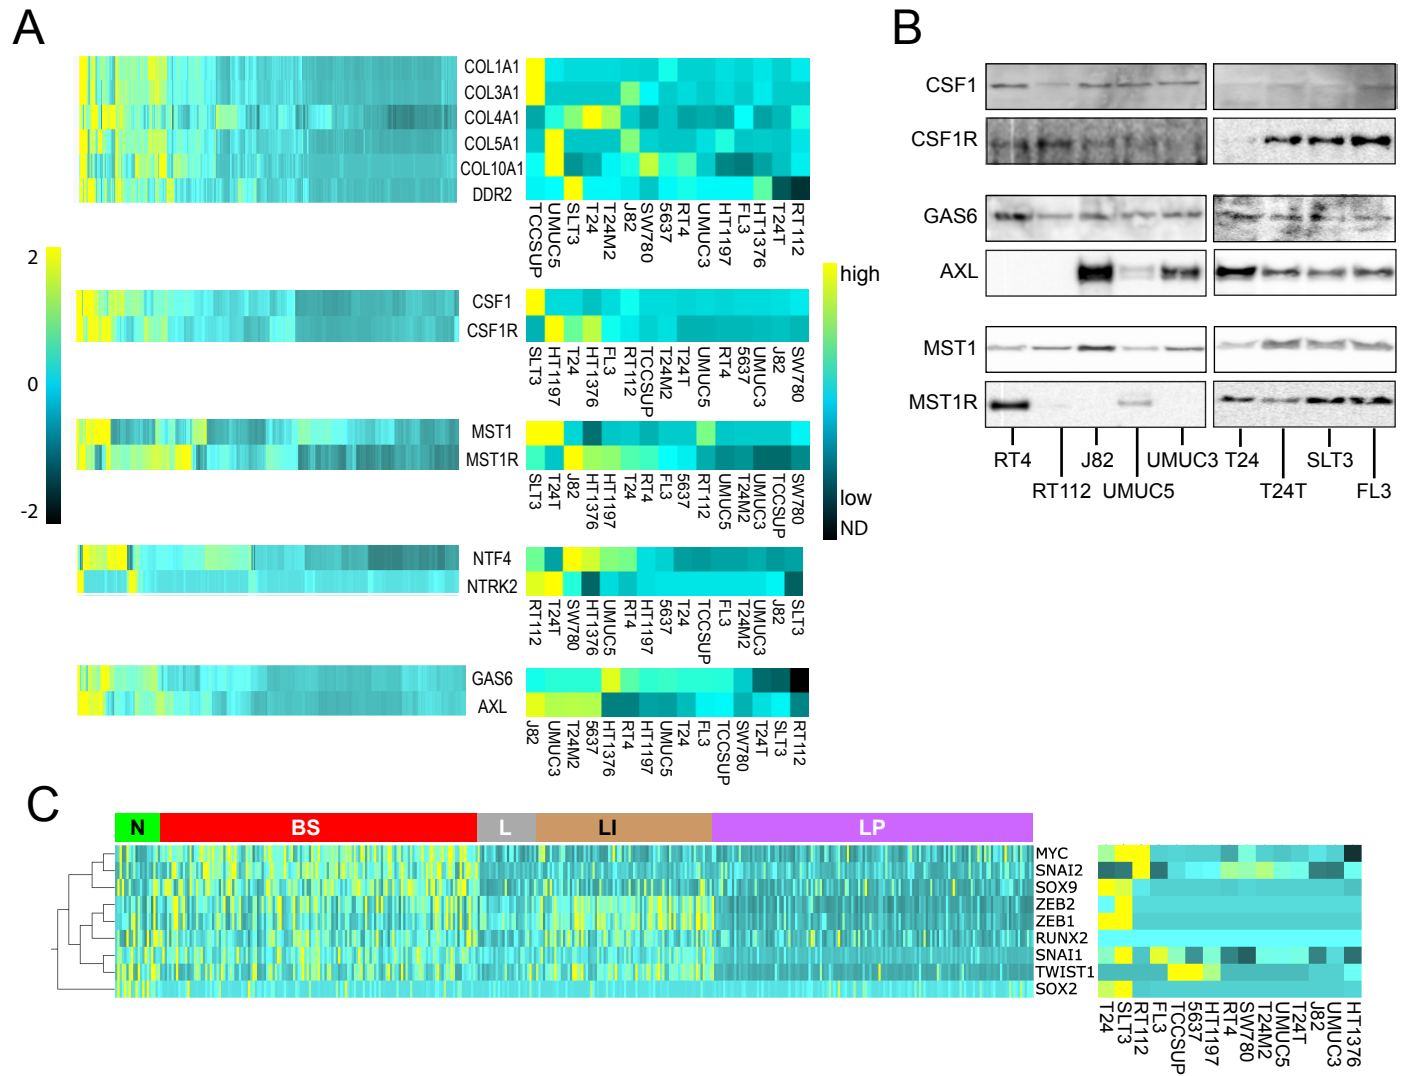 A
COL1A1
COL3A1
COL4A1
COL5A1
COL10A1
DDR2
TCCSUP UMUC5 SLT3 T24 T24M2 J82 SW780 5637 RT4 UMUC3 HT1197 FL3 HT1376 T24T RT112
2
0
-2
high
low
ND
CSF1
CSF1R
SLT3 HT1197 T24 HT1376 FL3 RT112 TCCSUP T24M2 T24T UMUC5 RT4 5637 UMUC3 J82 SW780
MST1
MST1R
SLT3 T24T J82 HT1376 HT1197 T24 RT4 FL3 5637 RT112 UMUC5 T24M2 UMUC3 TCCSUP SW780
NTF4
NTRK2
RT112 T24T SW780 HT1376 UMUC5 RT4 HT1197 5637 T24 TCCSUP FL3 T24M2 UMUC3 J82 SLT3
GAS6
AXL
J82 UMUC3 T24M2 5637 HT1376 RT4 HT1197 UMUC5 T24 FL3 TCCSUP SW780 T24T SLT3 RT112
B
CSF1
CSF1R
GAS6
AXL
MST1
MST1R
RT4 J82 UMUC3 T24 SLT3
RT112 UMUC5 T24T FL3
C
N BS L LI LP
MYC
SNAI2
SOX9
ZEB2
ZEB1
RUNX2
SNAI1
TWIST1
SOX2
T24 SLT3 RT112 FL3 TCCSUP 5637 HT1197 RT4 SW780 T24M2 UMUC5 T24T J82 UMUC3 HT1376